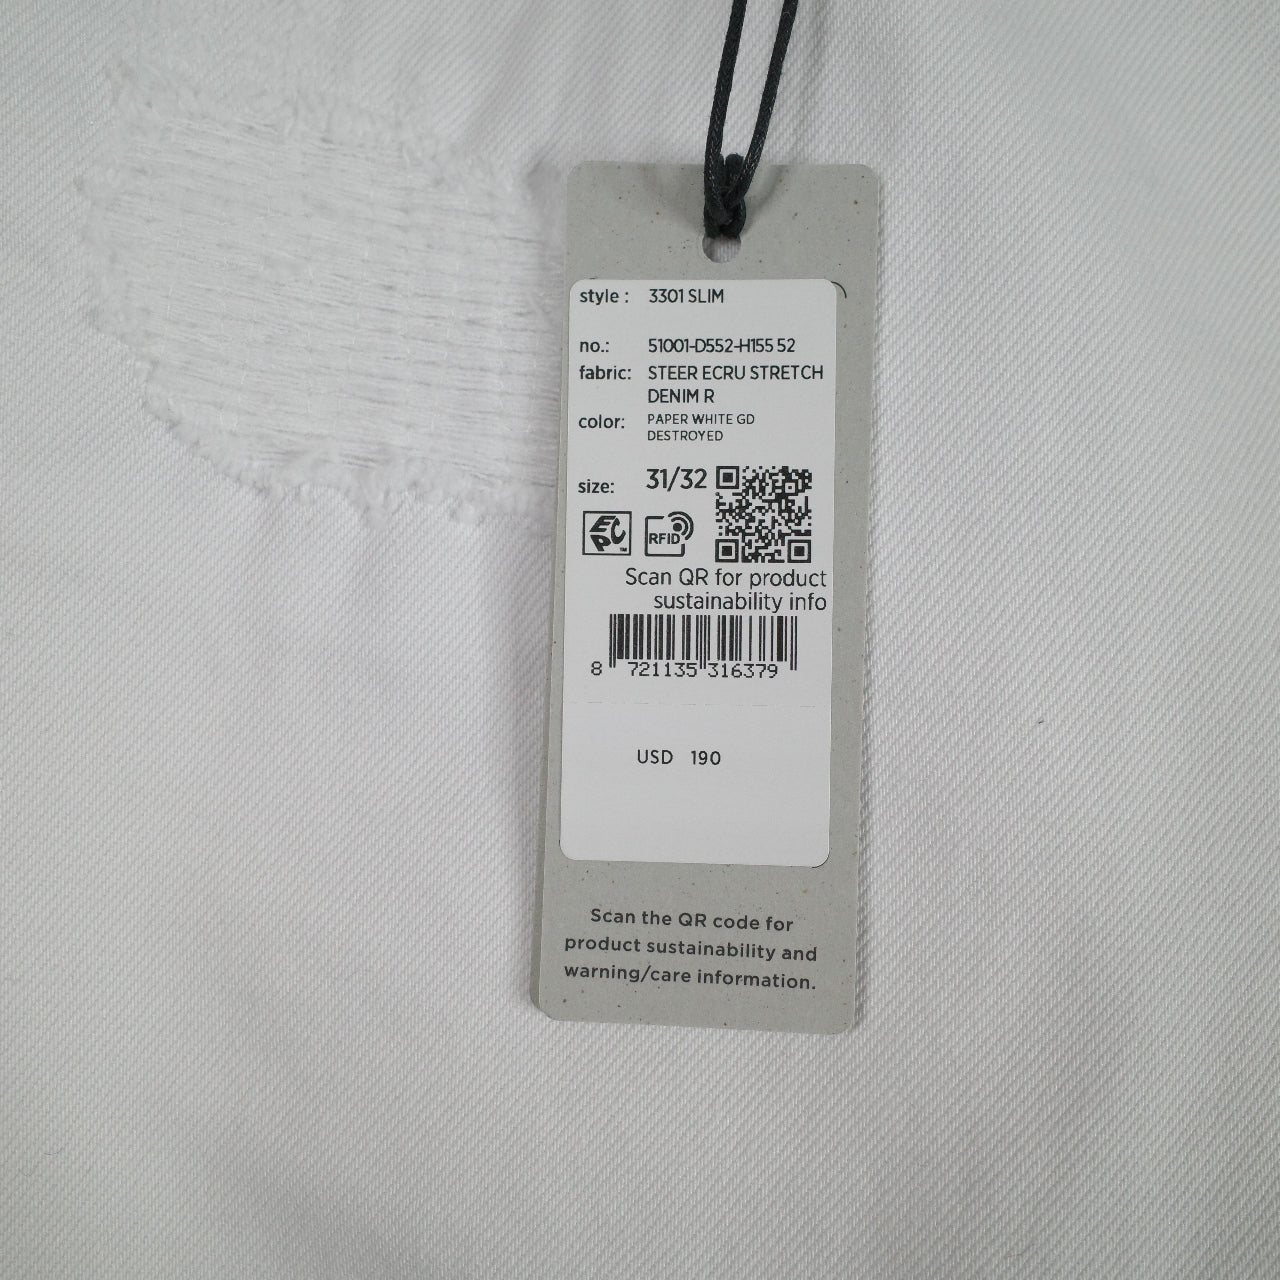 style : 3301 SLIM
no.: 51001-D552-H155 52
fabric: STEER ECRU STRETCH
DENIM R
color: PAPER WHITE GD
DESTROYED
size: 31/32
EPC TM
RFID
Scan QR for product
sustainability info
8 721135 316379
USD 190
Scan the QR code for
product sustainability and
warning/care information.